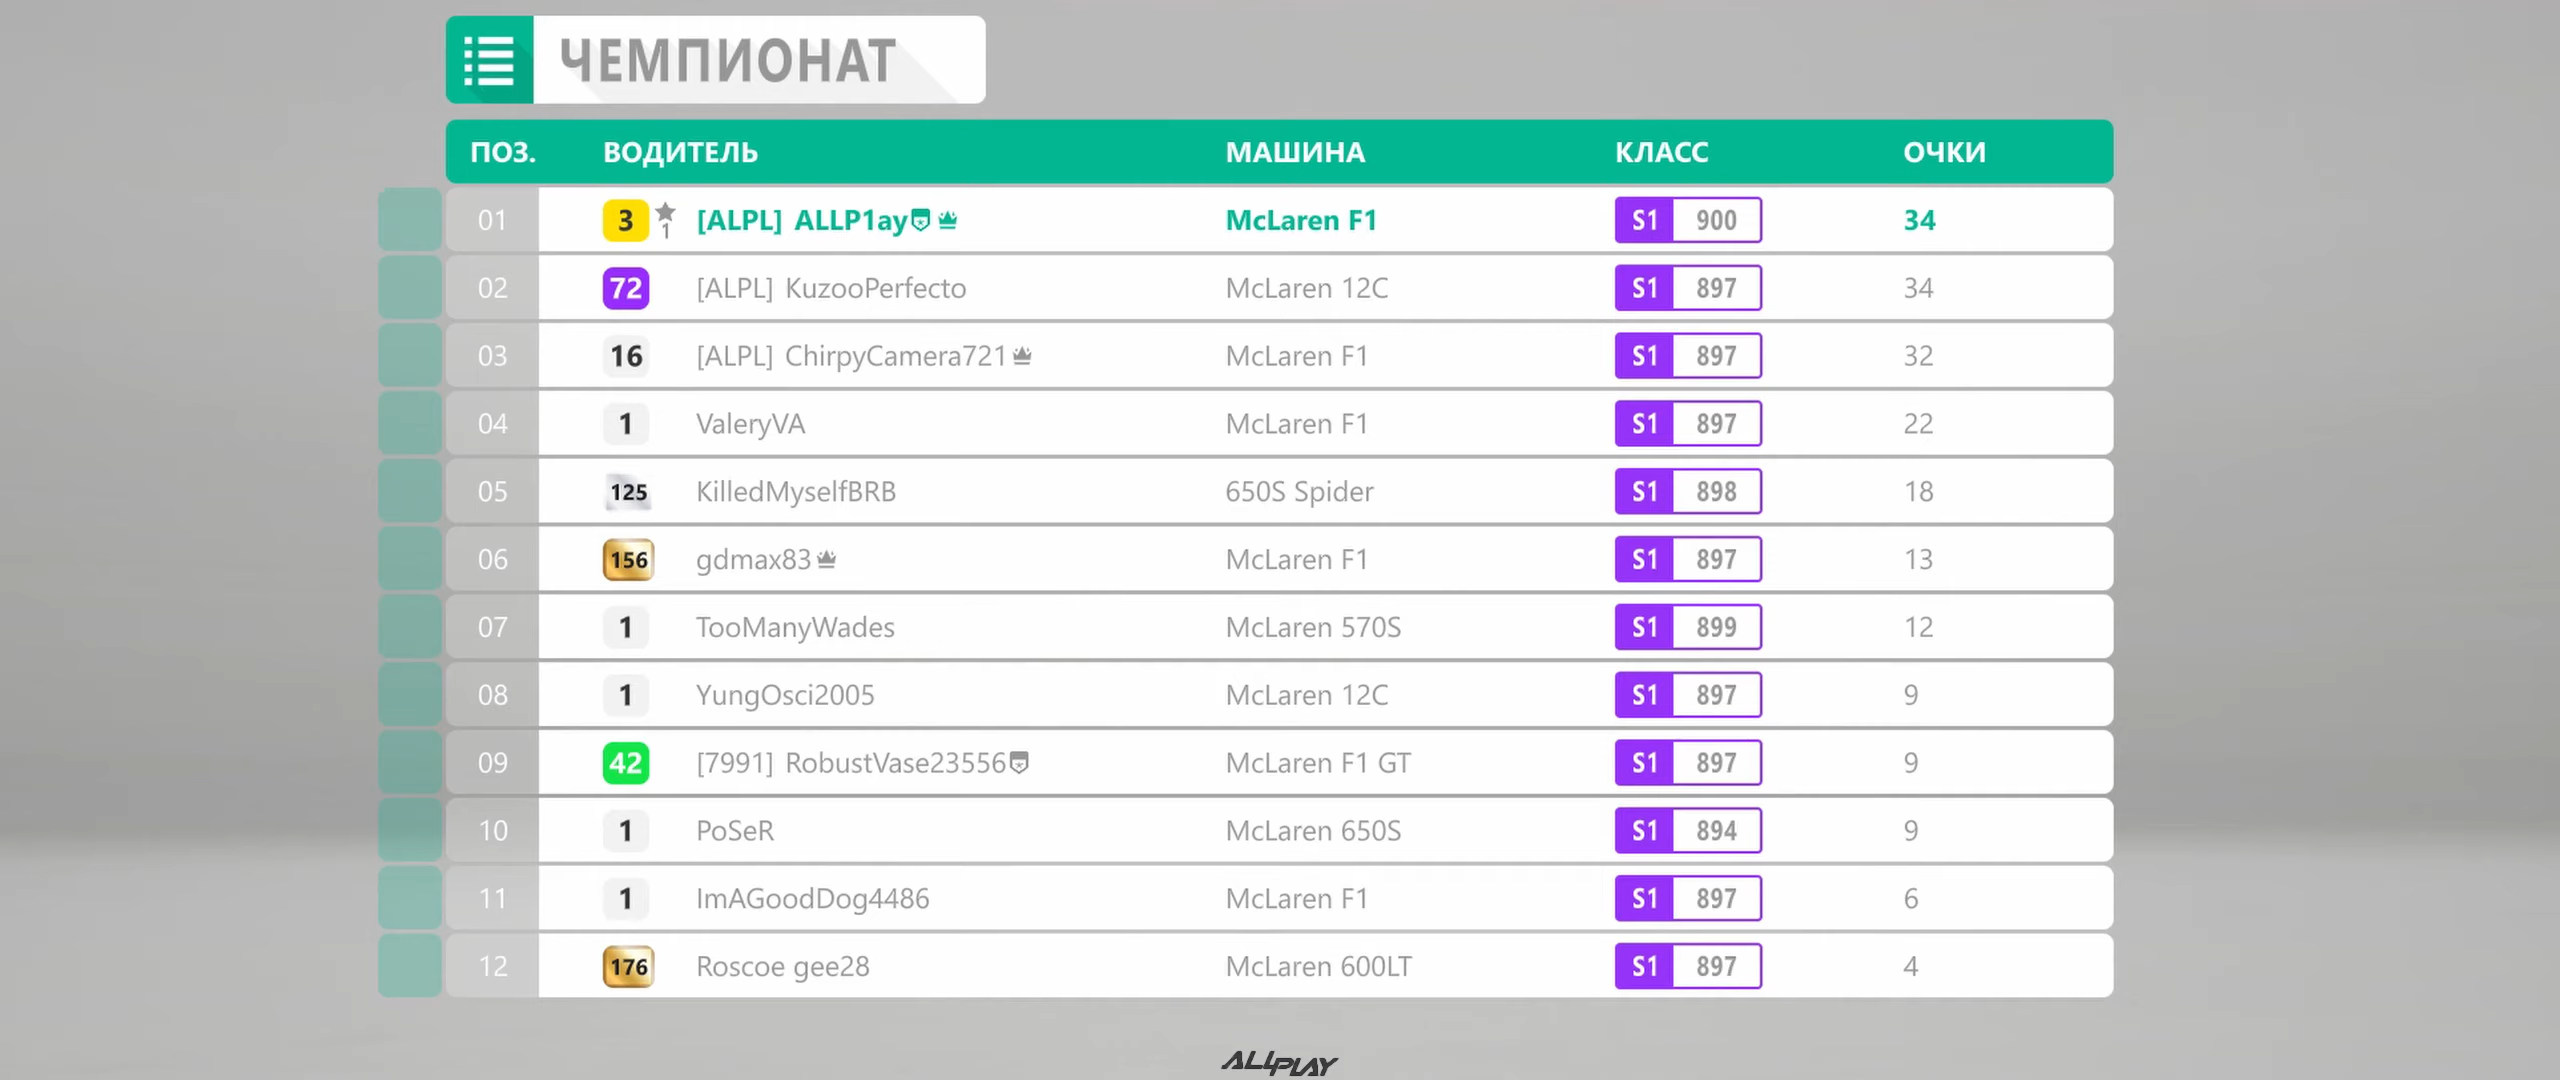 ЧЕМПИОНАТ
ПОЗ. ВОДИТЕЛЬ МАШИНА КЛАСС ОЧКИ
01 3 1 [ALPL] ALLP1ay McLaren F1 S1 900 34
02 72 [ALPL] KuzooPerfecto McLaren 12C S1 897 34
03 16 [ALPL] ChirpyCamera721 McLaren F1 S1 897 32
04 1 ValeryVA McLaren F1 S1 897 22
05 125 KilledMyselfBRB 650S Spider S1 898 18
06 156 gdmax83 McLaren F1 S1 897 13
07 1 TooManyWades McLaren 570S S1 899 12
08 1 YungOsci2005 McLaren 12C S1 897 9
09 42 [7991] RobustVase23556 McLaren F1 GT S1 897 9
10 1 PoSeR McLaren 650S S1 894 9
11 1 ImAGoodDog4486 McLaren F1 S1 897 6
12 176 Roscoe gee28 McLaren 600LT S1 897 4
ALLPLAY